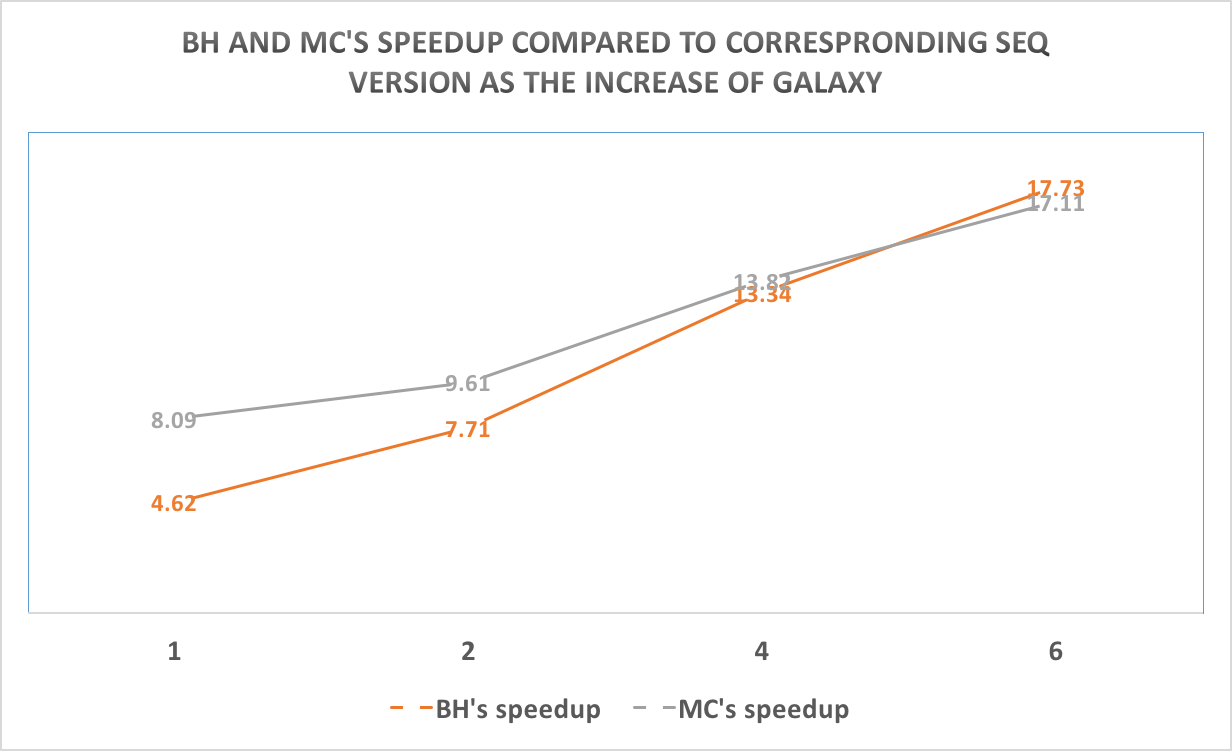 BH AND MC'S SPEEDUP COMPARED TO CORRESPRONDING SEQ
VERSION AS THE INCREASE OF GALAXY
17.73
17.11
13.82
13.34
9.61
8.09
7.71
4.62
1 2 4 6
BH's speedup MC's speedup